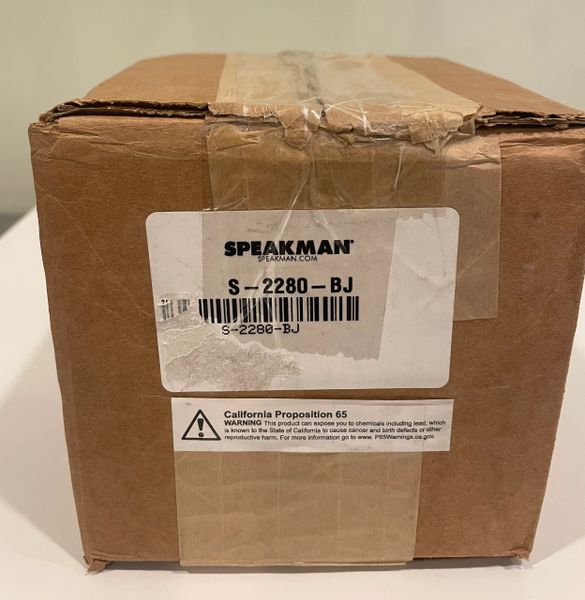 SPEAKMAN®
SPEAKMAN.COM
S-2280-BJ
S-2280-BJ
California Proposition 65
WARNING This product can expose you to chemicals including lead, which
is known to the State of California to cause cancer and birth defects or other
reproductive harm. For more information go to www. P65Warnings.ca.gov.